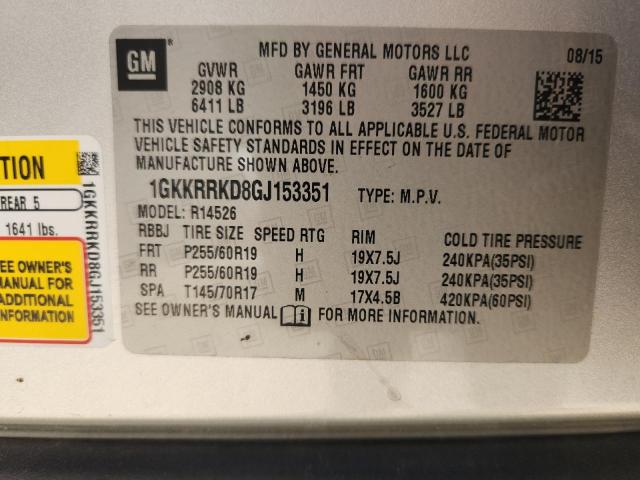 GM ®
MFD BY GENERAL MOTORS LLC 08/15
GVWR GAWR FRT GAWR RR
2908 KG 1450 KG 1600 KG
6411 LB 3196 LB 3527 LB
THIS VEHICLE CONFORMS TO ALL APPLICABLE U.S. FEDERAL MOTOR
VEHICLE SAFETY STANDARDS IN EFFECT ON THE DATE OF
MANUFACTURE SHOWN ABOVE.
1GKKRRKD8GJ153351 TYPE: M.P.V.
MODEL: R14526
RBBJ TIRE SIZE SPEED RTG RIM COLD TIRE PRESSURE
FRT P255/60R19 H 19X7.5J 240KPA(35PSI)
RR P255/60R19 H 19X7.5J 240KPA(35PSI)
SPA T145/70R17 M 17X4.5B 420KPA(60PSI)
SEE OWNER'S MANUAL i FOR MORE INFORMATION.
TION
REAR 5
1641 lbs.
EE OWNER'S
MANUAL FOR
ADDITIONAL
INFORMATION
1GKKRRKD8GJ153351